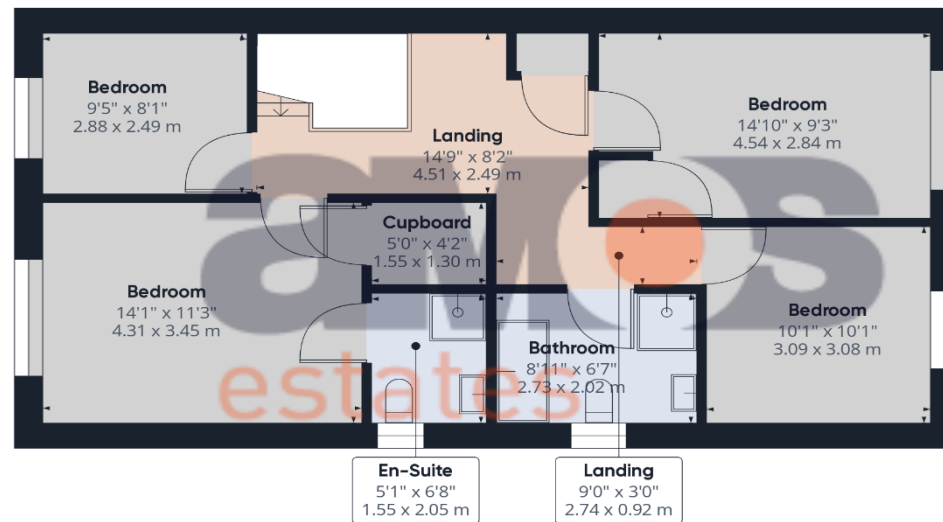 Bedroom
9'5" x 8'1"
2.88 x 2.49 m
Landing
14'9" x 8'2"
4.51 x 2.49 m
Bedroom
14'10" x 9'3"
4.54 x 2.84 m
Cupboard
5'0" x 4'2"
1.55 x 1.30 m
Bedroom
14'1" x 11'3"
4.31 x 3.45 m
Bathroom
8'11" x 6'7"
2.73 x 2.02 m
Bedroom
10'1" x 10'1"
3.09 x 3.08 m
amos
estates
En-Suite
5'1" x 6'8"
1.55 x 2.05 m
Landing
9'0" x 3'0"
2.74 x 0.92 m